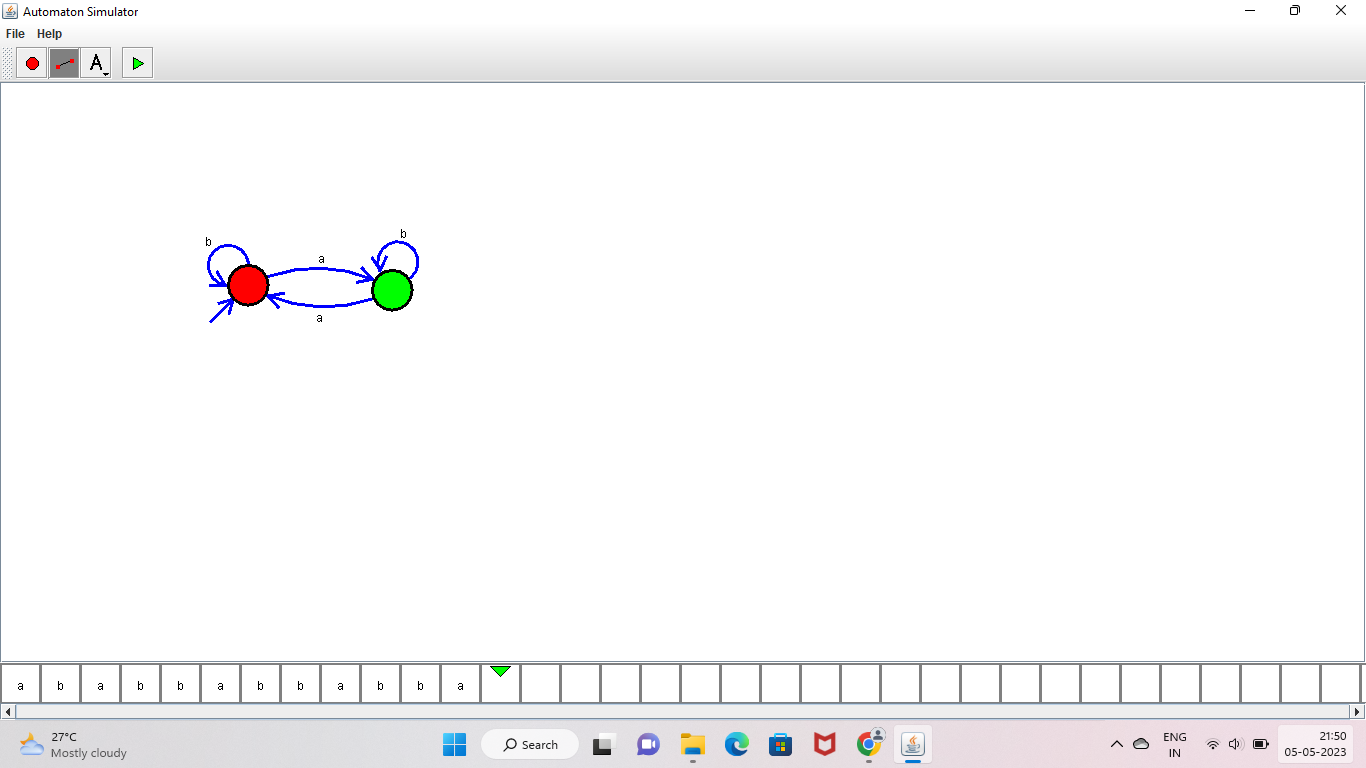 Automaton Simulator
File Help
A
b
a
b
a
a b a b b a b b a b b a
27°C
Mostly cloudy
Search
ENG
IN
21:50
05-05-2023